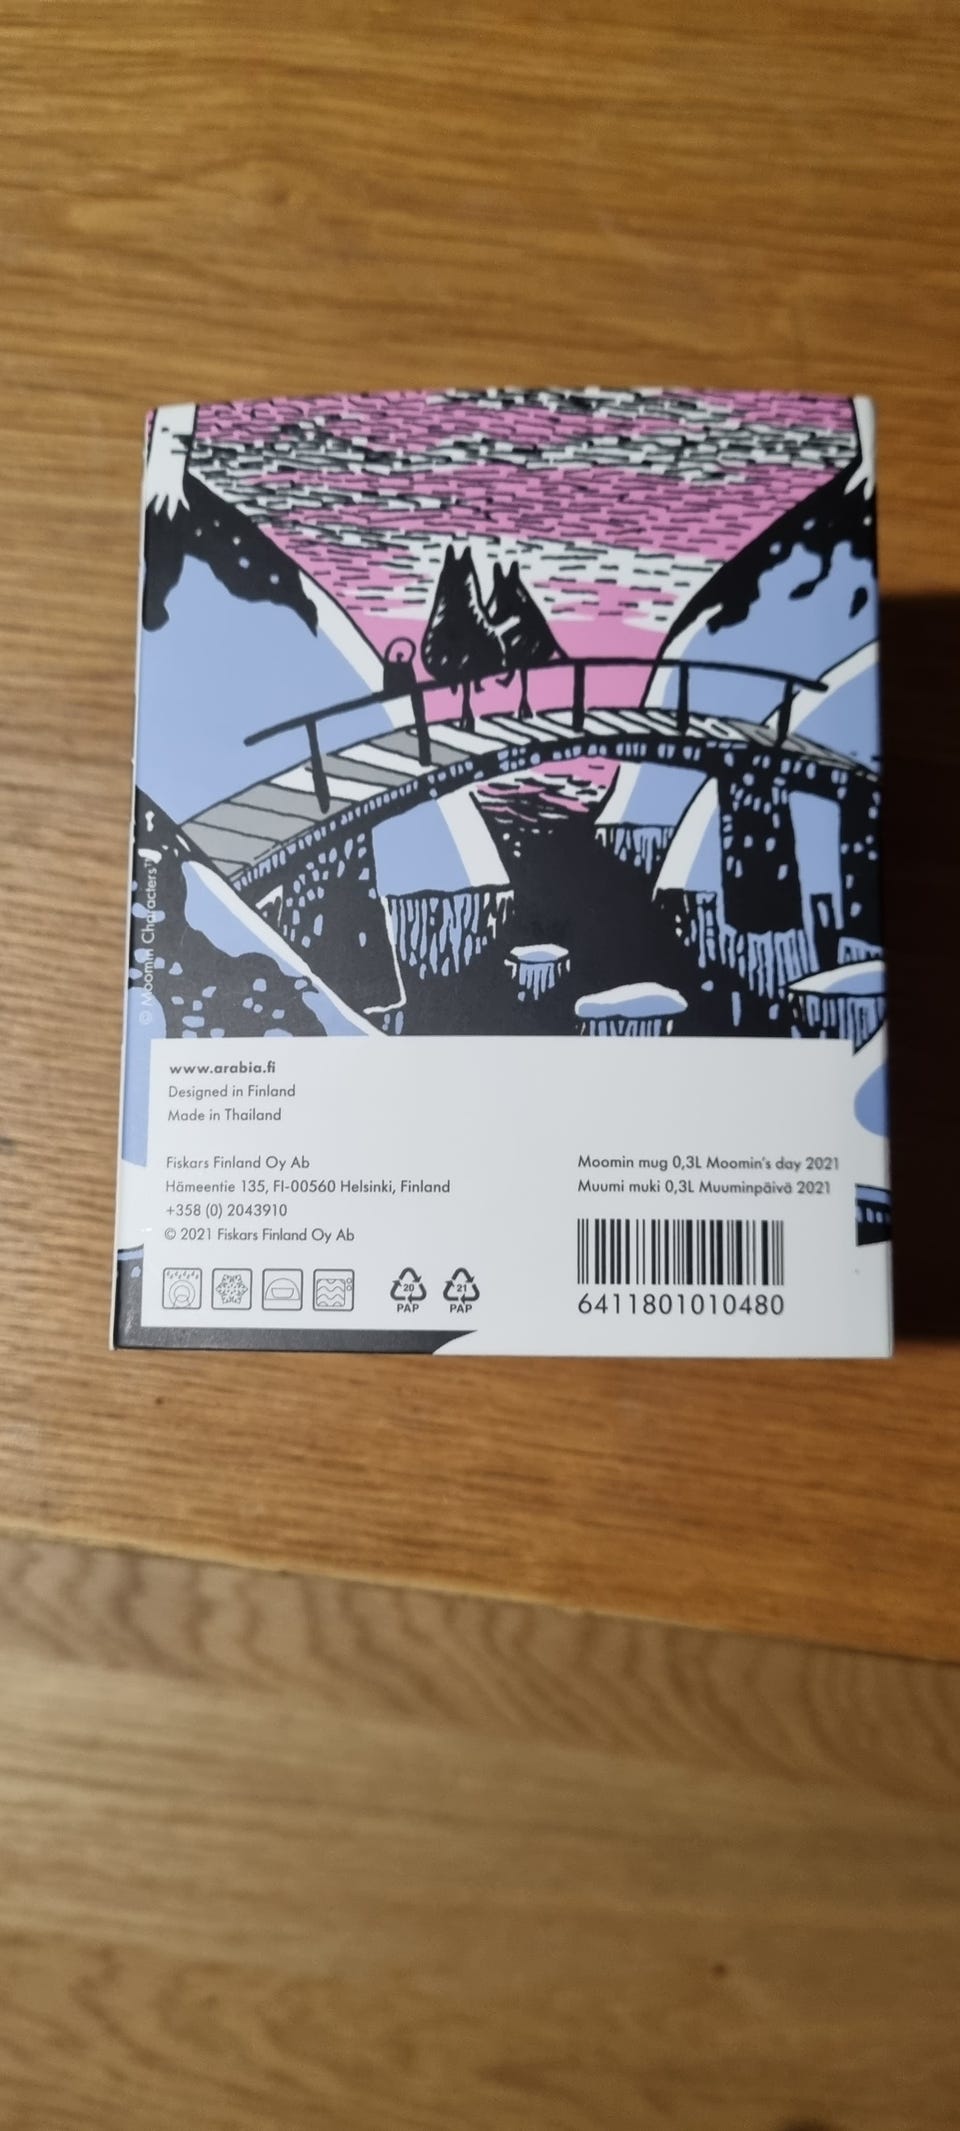 © Moomin Characters™
www.arabia.fi
Designed in Finland
Made in Thailand
Fiskars Finland Oy Ab
Hämeentie 135, FI-00560 Helsinki, Finland
+358 (0) 2043910
© 2021 Fiskars Finland Oy Ab
20
PAP
21
PAP
Moomin mug 0,3L Moomin's day 2021
Muumi muki 0,3L Muuminpäivä 2021
6411801010480